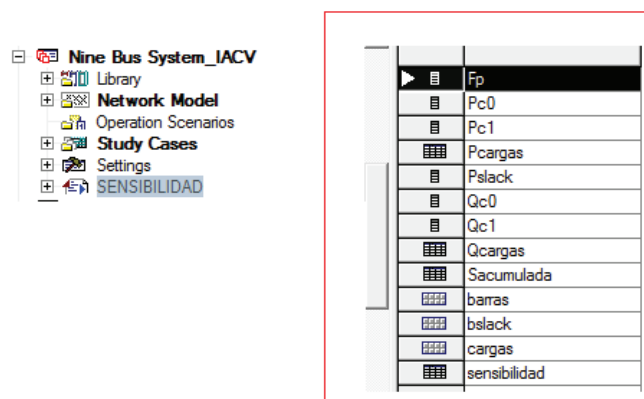 Nine Bus System_IACV
Library
Network Model
Operation Scenarios
Study Cases
Settings
SENSIBILIDAD
Fp
Pc0
Pc1
Pcargas
Pslack
Qc0
Qc1
Qcargas
Sacumulada
barras
bslack
cargas
sensibilidad